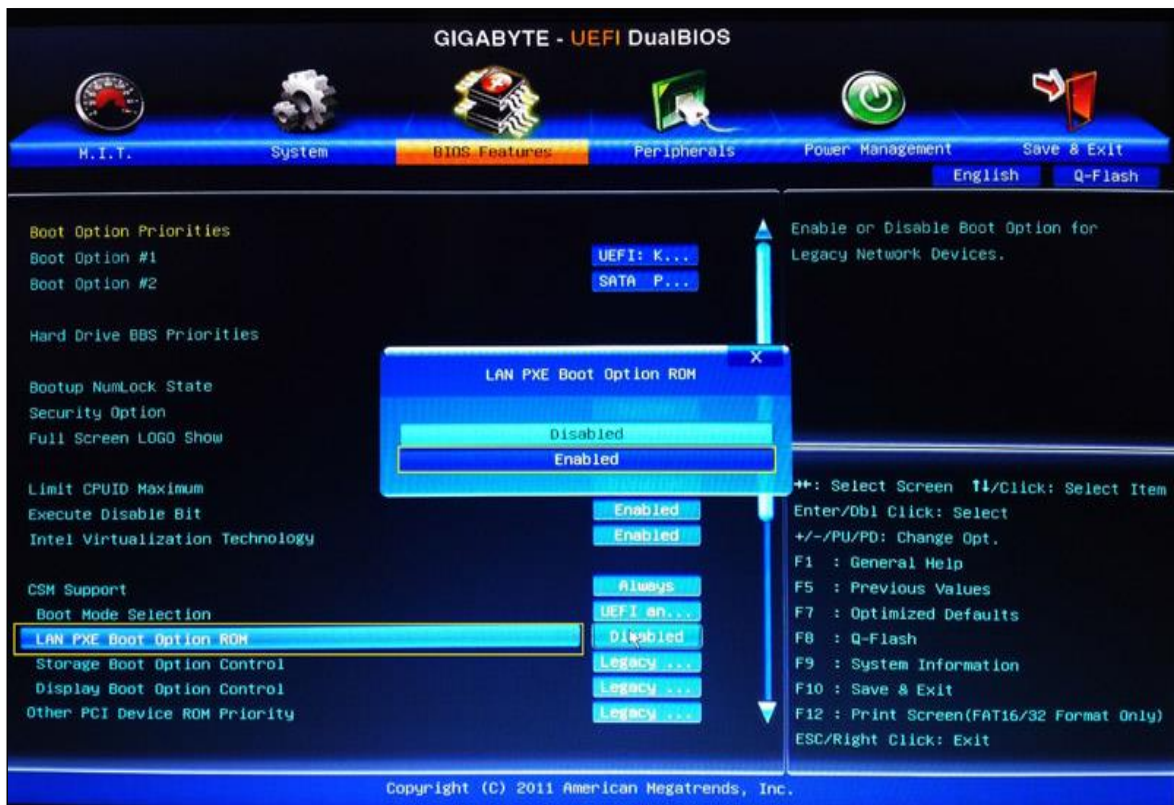 GIGABYTE - UEFI DualBIOS
M.I.T.
System
BIOS Features
Peripherals
Power Management
Save & Exit
English
Q-Flash
Boot Option Priorities
Boot Option #1 UEFI: K...
Boot Option #2 SATA P...
Hard Drive BBS Priorities
Bootup NumLock State
Security Option
Full Screen LOGO Show
Limit CPUID Maximum
Execute Disable Bit Enabled
Intel Virtualization Technology Enabled
CSM Support Always
Boot Mode Selection UEFI an...
LAN PXE Boot Option ROM Disabled
Storage Boot Option Control Legacy ...
Display Boot Option Control Legacy ...
Other PCI Device ROM Priority Legacy ...
X
LAN PXE Boot Option ROM
Disabled
Enabled
Enable or Disable Boot Option for
Legacy Network Devices.
→←: Select Screen ↑↓/Click: Select Item
Enter/Dbl Click: Select
+/-/PU/PD: Change Opt.
F1 : General Help
F5 : Previous Values
F7 : Optimized Defaults
F8 : Q-Flash
F9 : System Information
F10 : Save & Exit
F12 : Print Screen(FAT16/32 Format Only)
ESC/Right Click: Exit
Copyright (C) 2011 American Megatrends, Inc.